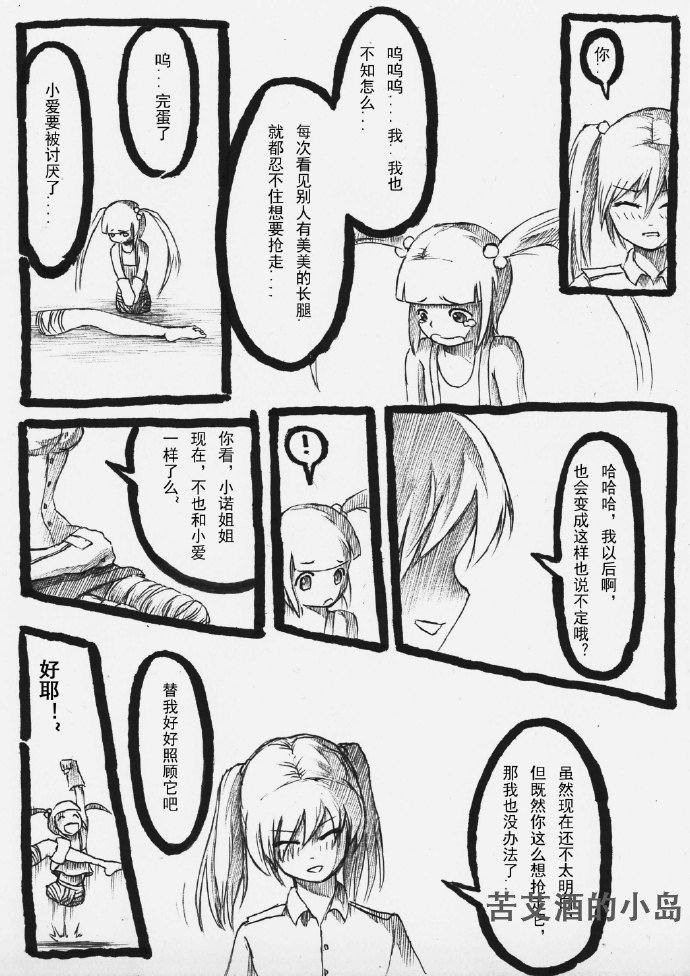 你…
呜呜呜....我...我也
不知怎么...
每次看见别人有美美的长腿
就都忍不住想要抢走....
呜...完蛋了
小爱要被讨厌了....
哈哈哈，我以后啊，
也会变成这样也说不定哦？
！
你看，小诺姐姐
现在，不也和小爱
一样了么~
虽然现在还不太明
但既然你这么想抢走它，
那我也没办法了...
替我好好照顾它吧
好耶！~
苦艾酒的小岛